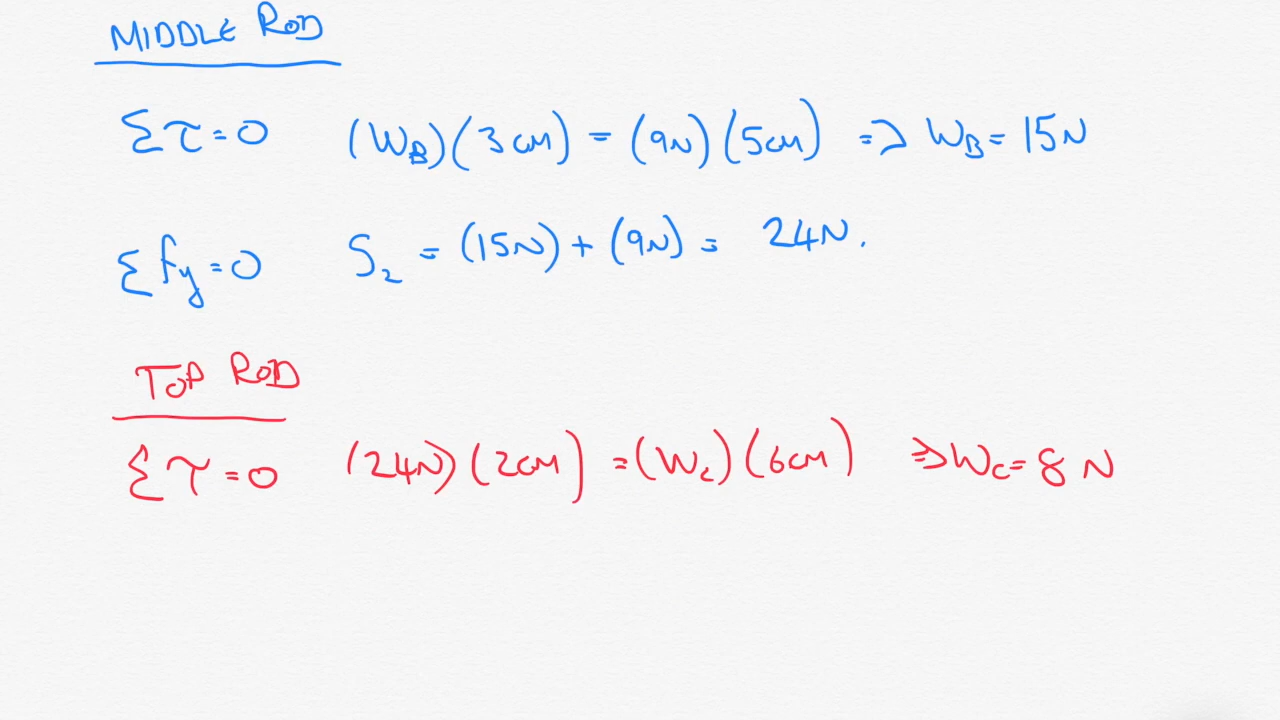 MIDDLE ROD
Στ=0 (W_B)(3cm) = (9N)(5cm) => W_B = 15N
ΣFy=0 S_2 = (15N) + (9N) = 24N.
TOP ROD
Στ=0 (24N)(2cm) = (W_C)(6cm) => W_C = 8 N